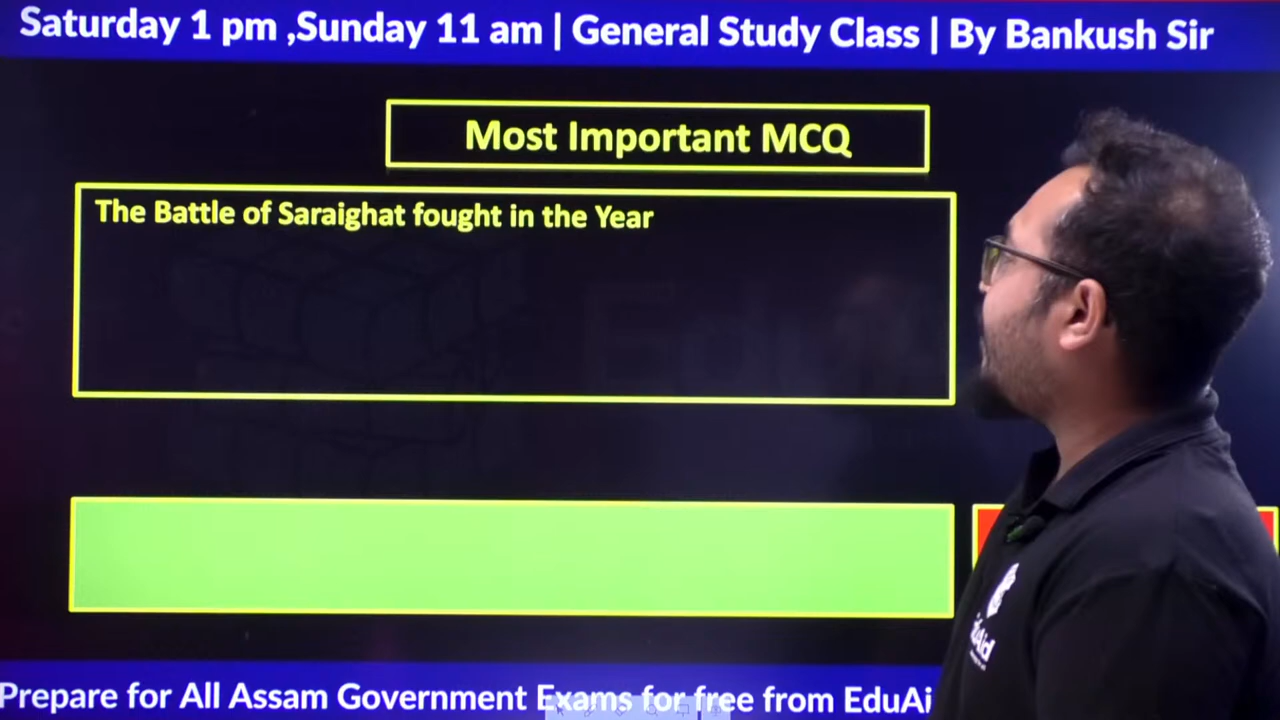 Saturday 1 pm ,Sunday 11 am | General Study Class | By Bankush Sir
Most Important MCQ
The Battle of Saraighat fought in the Year
Prepare for All Assam Government Exams for free from EduAi